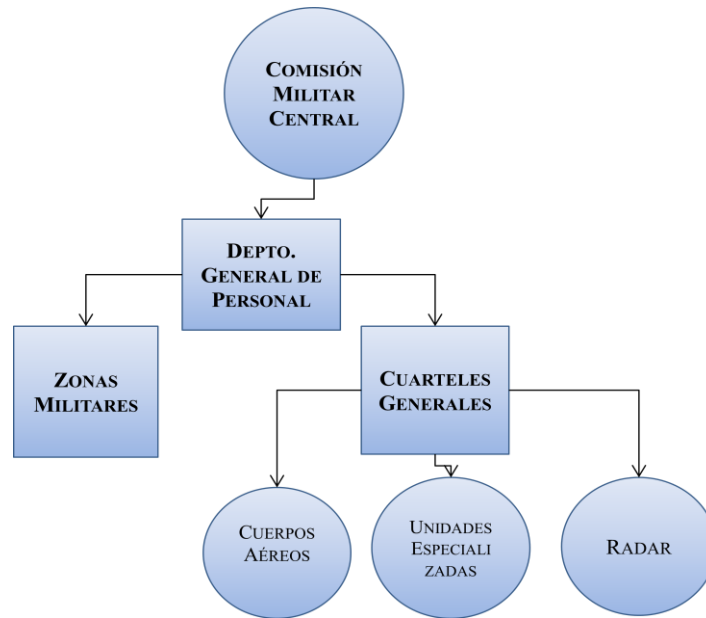 COMISIÓN
MILITAR
CENTRAL
DEPTO.
GENERAL DE
PERSONAL
ZONAS
MILITARES
CUARTELES
GENERALES
CUERPOS
AÉREOS
UNIDADES
ESPECIALI
ZADAS
RADAR